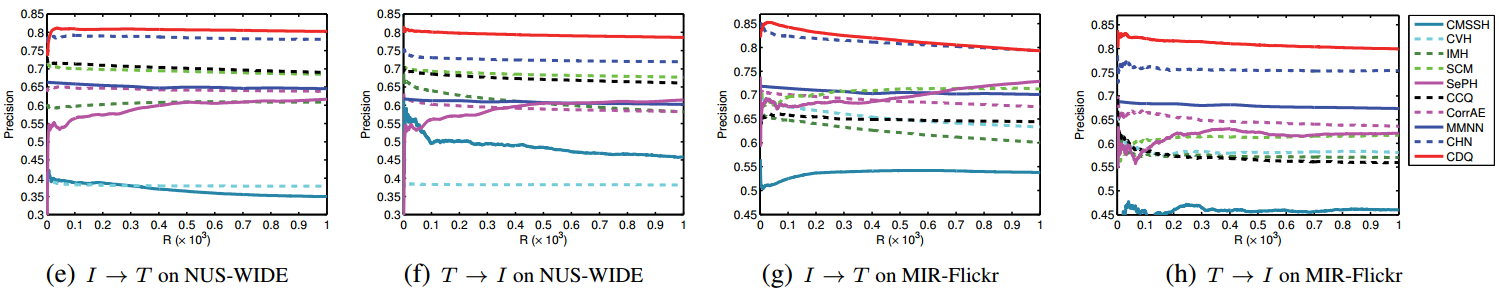 0.8
0.75
0.7
0.65
0.6
0.55
0.5
0.45
0.4
0.35
0.3
Precision
0 0.1 0.2 0.3 0.4 0.5 0.6 0.7 0.8 0.9 1
R (× 10³)
(e) I → T on NUS-WIDE
0.8
0.75
0.7
0.65
0.6
0.55
0.5
0.45
0.4
0.35
0.3
Precision
0 0.1 0.2 0.3 0.4 0.5 0.6 0.7 0.8 0.9 1
R (× 10³)
(f) T → I on NUS-WIDE
0.85
0.8
0.75
0.7
0.65
0.6
0.55
0.5
0.45
Precision
0 0.1 0.2 0.3 0.4 0.5 0.6 0.7 0.8 0.9 1
R (× 10³)
(g) I → T on MIR-Flickr
0.85
0.8
0.75
0.7
0.65
0.6
0.55
0.5
0.45
Precision
0 0.1 0.2 0.3 0.4 0.5 0.6 0.7 0.8 0.9 1
R (× 10³)
(h) T → I on MIR-Flickr
CMSSH
CVH
IMH
SCM
SePH
CCQ
CorrAE
MMNN
CHN
CDQ